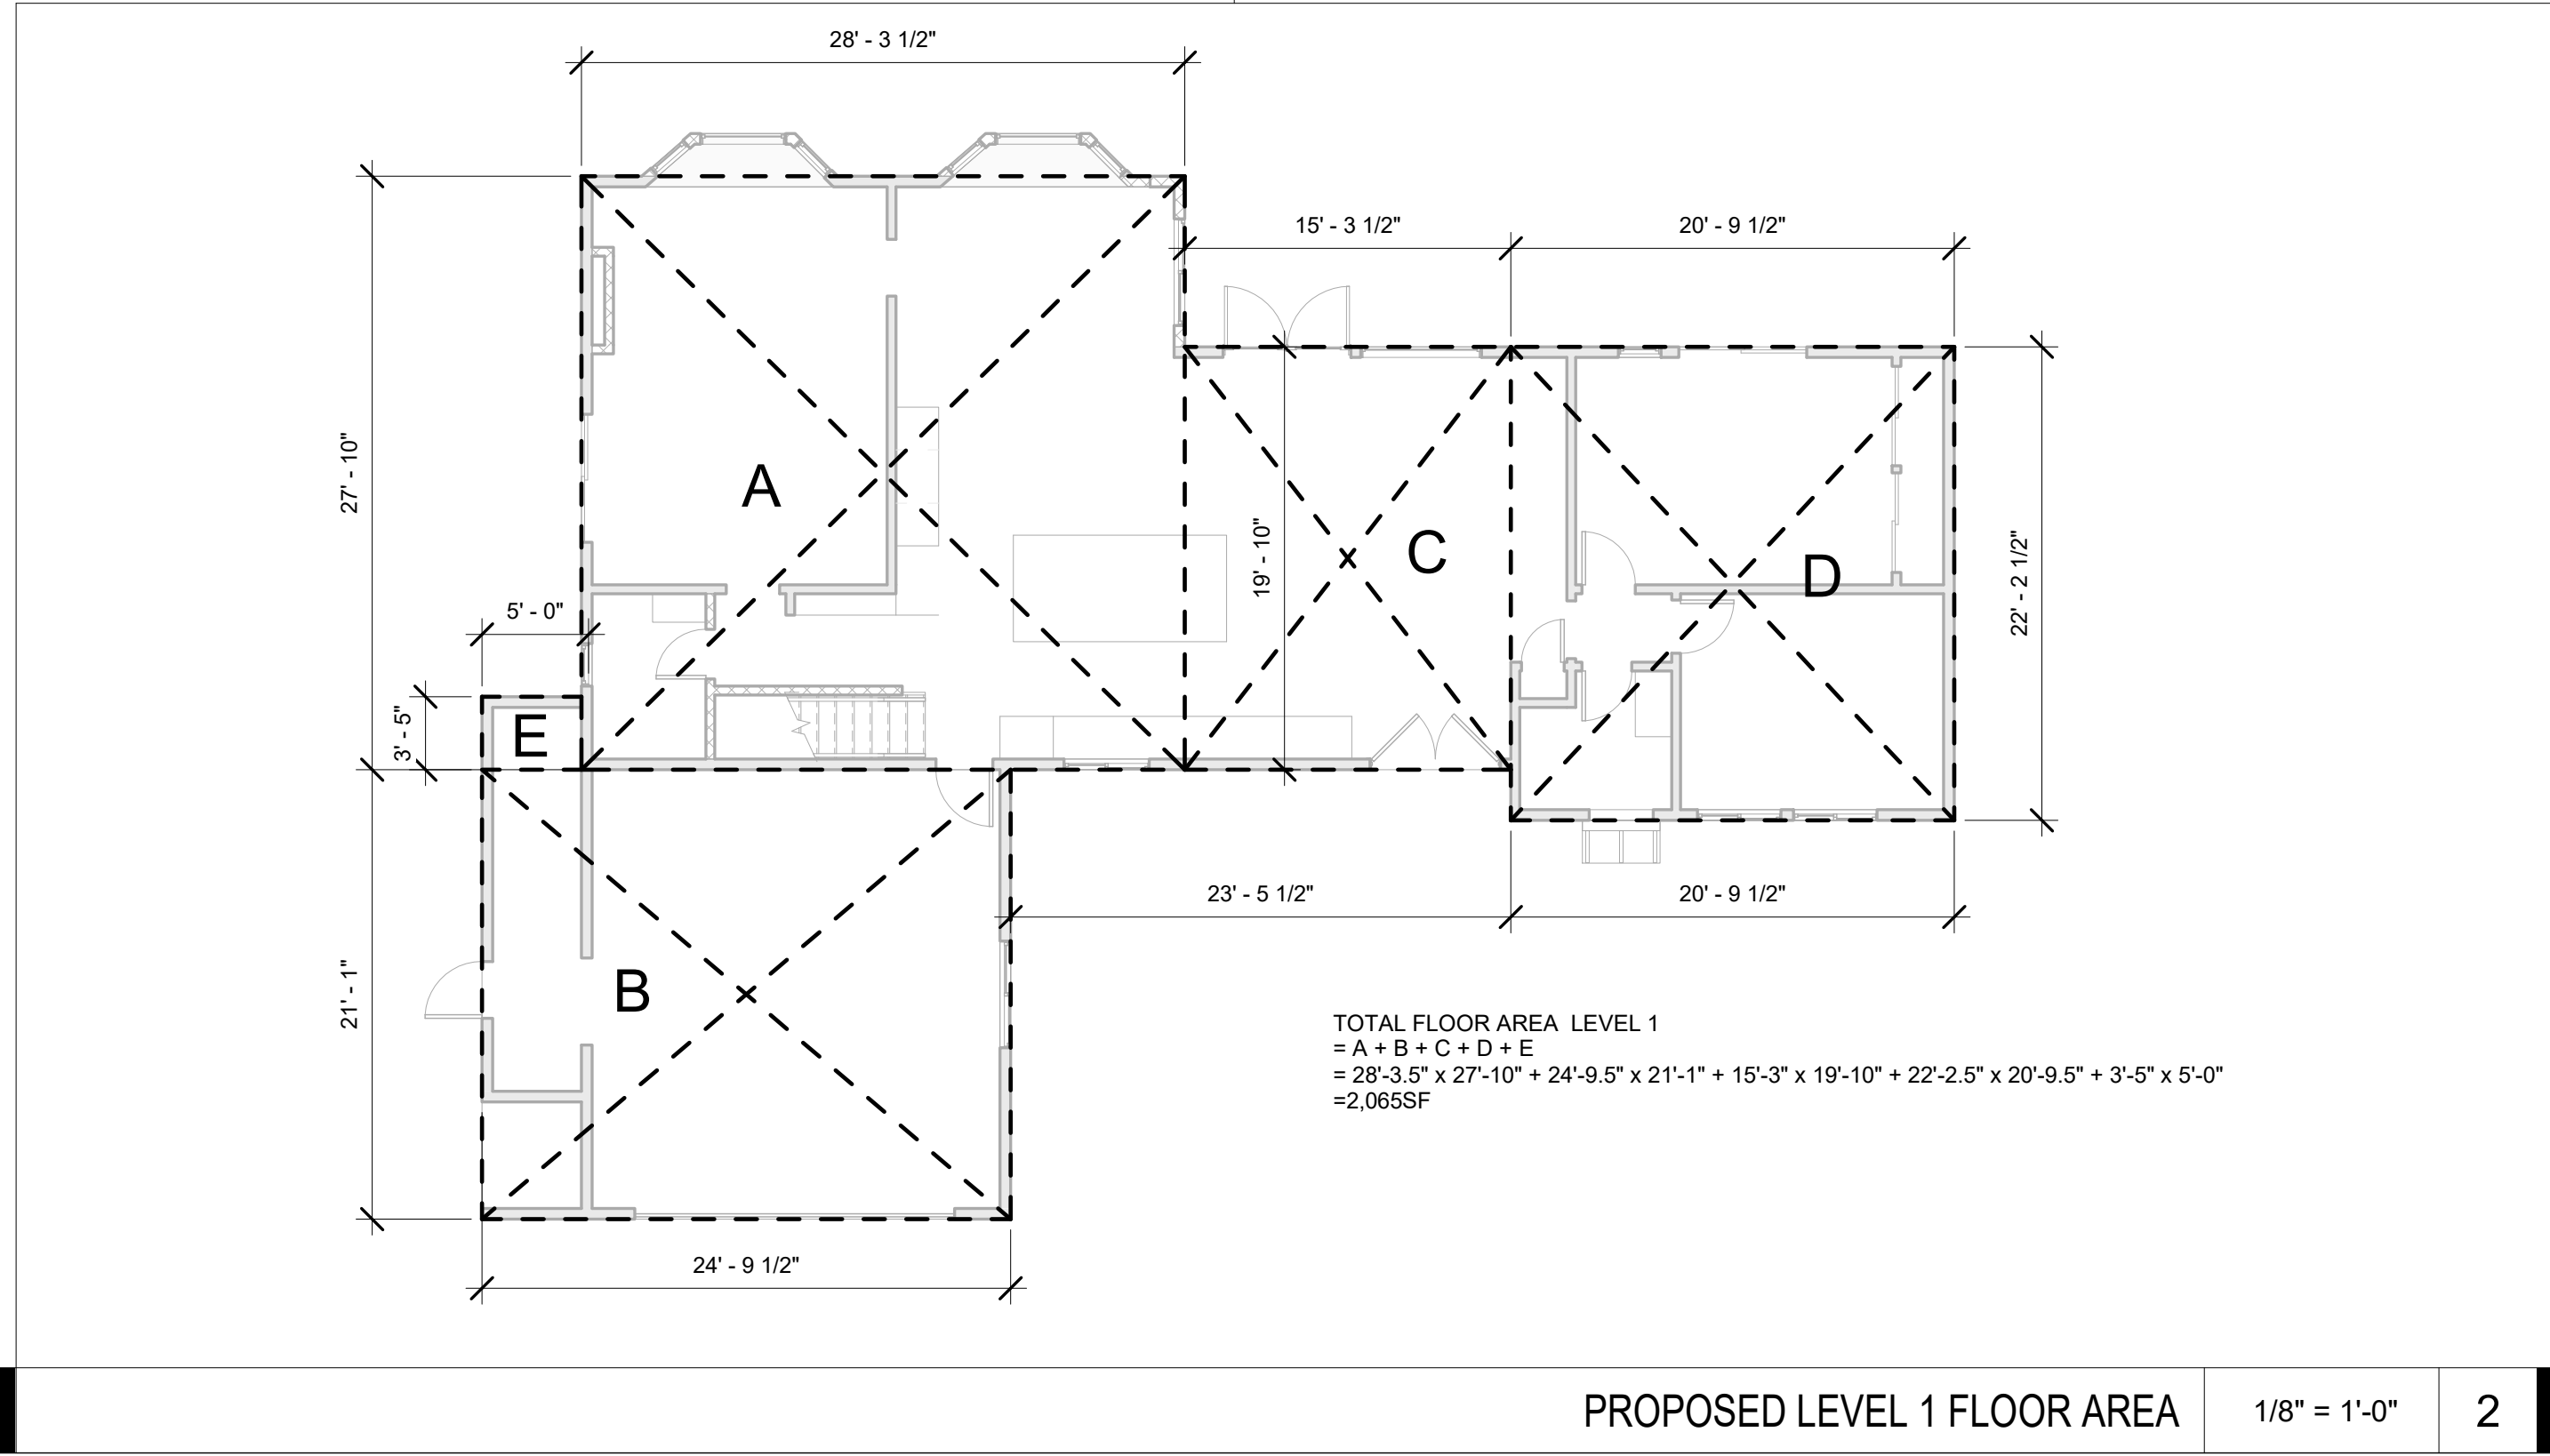 28' - 3 1/2"
15' - 3 1/2"
20' - 9 1/2"
27' - 10"
A
19' - 10"
C
D
22' - 2 1/2"
5' - 0"
3' - 5"
E
23' - 5 1/2"
20' - 9 1/2"
21' - 1"
B
TOTAL FLOOR AREA  LEVEL 1
= A + B + C + D + E
= 28'-3.5" x 27'-10" + 24'-9.5" x 21'-1" + 15'-3" x 19'-10" + 22'-2.5" x 20'-9.5" + 3'-5" x 5'-0"
=2,065SF
24' - 9 1/2"
PROPOSED LEVEL 1 FLOOR AREA
1/8" = 1'-0"
2